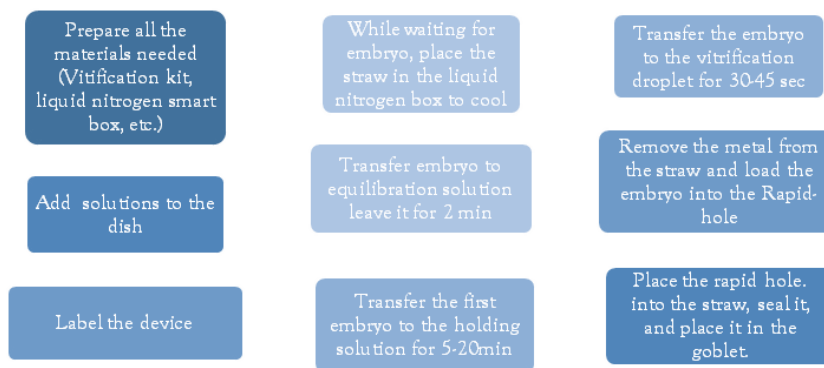 Prepare all the
materials needed
(Vitification kit,
liquid nitrogen smart
box, etc.)
Add solutions to the
dish
Label the device
While waiting for
embryo, place the
straw in the liquid
nitrogen box to cool
Transfer embryo to
equilibration solution
leave it for 2 min
Transfer the first
embryo to the holding
solution for 5-20min
Transfer the embryo
to the vitrification
droplet for 30-45 sec
Remove the metal from
the straw and load the
embryo into the Rapid-
hole
Place the rapid hole.
into the straw, seal it,
and place it in the
goblet.